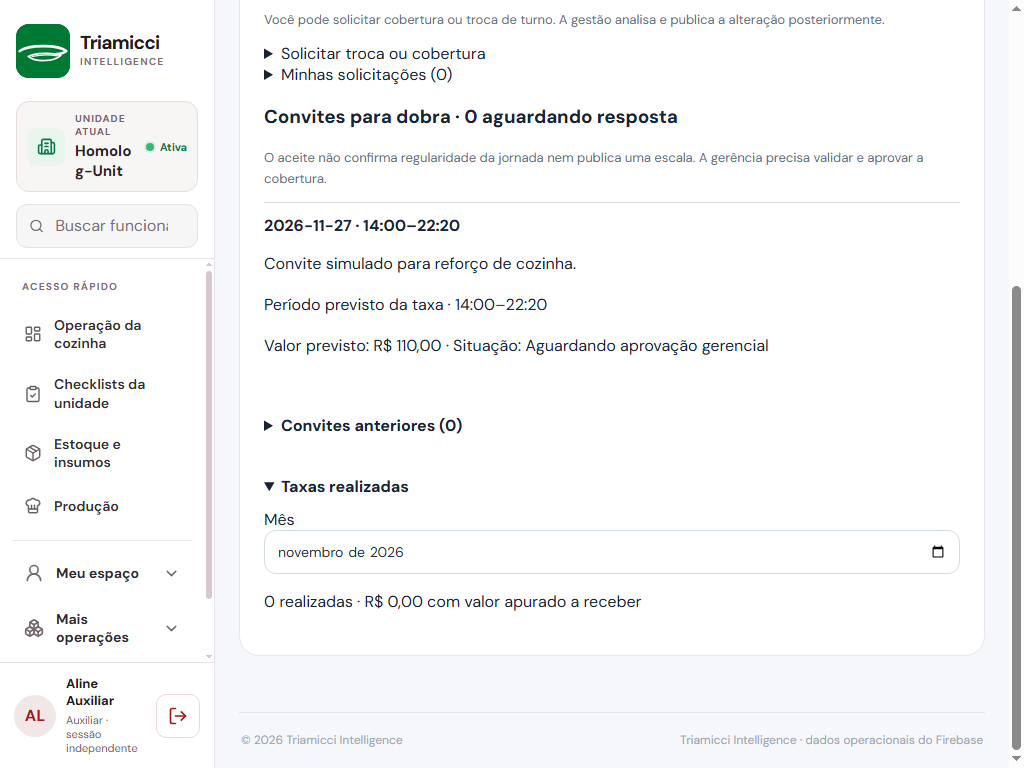 Triamicci
INTELLIGENCE
UNIDADE
ATUAL
Homolo
g-Unit
Ativa
ACESSO RÁPIDO
Operação da
cozinha
Checklists da
unidade
Estoque e
insumos
Produção
Meu espaço
Mais
operações
AL
Aline
Auxiliar
Auxiliar ·
sessão
independente
Você pode solicitar cobertura ou troca de turno. A gestão analisa e publica a alteração posteriormente.
Solicitar troca ou cobertura
Minhas solicitações (0)
Convites para dobra · 0 aguardando resposta
O aceite não confirma regularidade da jornada nem publica uma escala. A gerência precisa validar e aprovar a
cobertura.
2026-11-27 · 14:00–22:20
Convite simulado para reforço de cozinha.
Período previsto da taxa · 14:00–22:20
Valor previsto: R$ 110,00 · Situação: Aguardando aprovação gerencial
Convites anteriores (0)
Taxas realizadas
Mês
novembro de 2026
0 realizadas · R$ 0,00 com valor apurado a receber
© 2026 Triamicci Intelligence
Triamicci Intelligence · dados operacionais do Firebase
Buscar